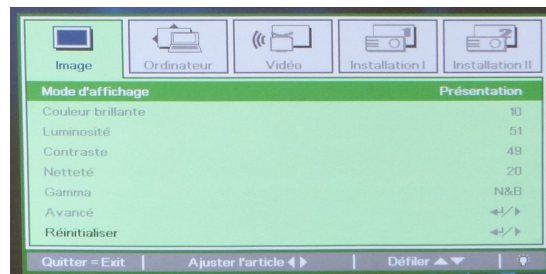 Image Ordinateur Vidéo Installation I Installation II
Mode d'affichage Présentation
Couleur brillante 10
Luminosité 51
Contraste 49
Netteté 20
Gamma N&B
Avancé ↵/▶
Réinitialiser ↵/▶
Quitter = Exit | Ajuster l'article ◀▶ | Défiler ▲▼ |